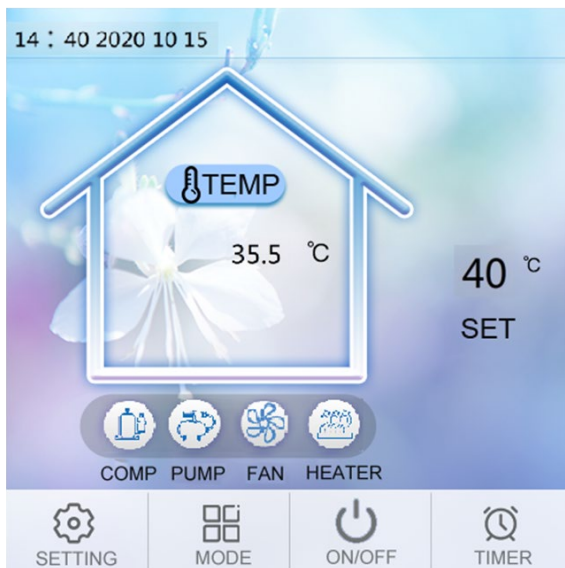 14：40 2020 10 15
TEMP
35.5 ℃
40 ℃
SET
COMP PUMP FAN HEATER
SETTING MODE ON/OFF TIMER